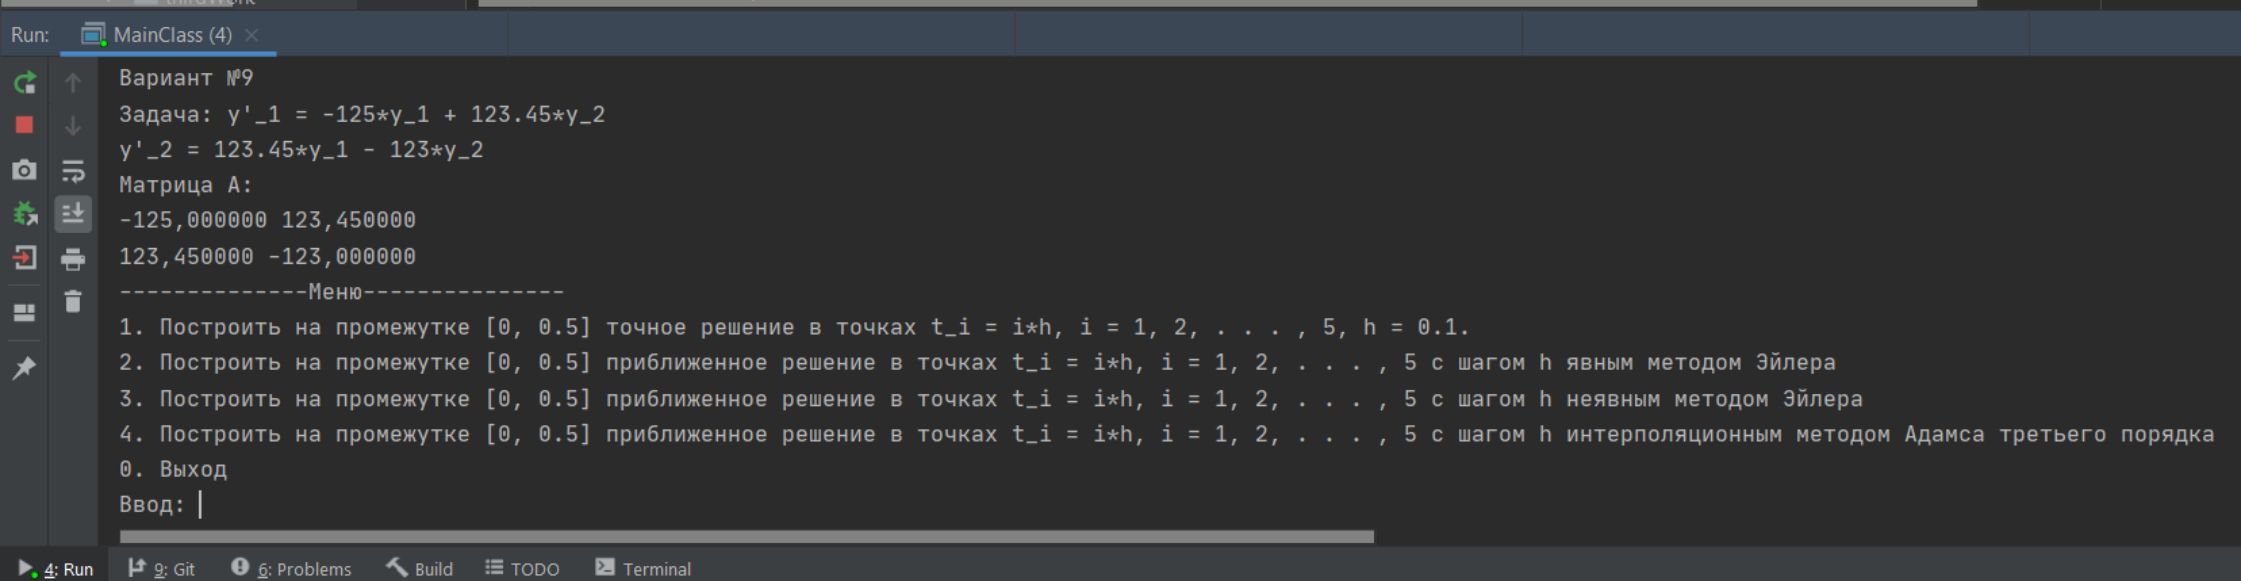 thirdWork
Run: MainClass (4)
Вариант №9
Задача: y'_1 = -125*y_1 + 123.45*y_2
y'_2 = 123.45*y_1 - 123*y_2
Матрица А:
-125,000000 123,450000
123,450000 -123,000000
--------------Меню---------------
1. Построить на промежутке [0, 0.5] точное решение в точках t_i = i*h, i = 1, 2, . . . , 5, h = 0.1.
2. Построить на промежутке [0, 0.5] приближенное решение в точках t_i = i*h, i = 1, 2, . . . , 5 с шагом h явным методом Эйлера
3. Построить на промежутке [0, 0.5] приближенное решение в точках t_i = i*h, i = 1, 2, . . . , 5 с шагом h неявным методом Эйлера
4. Построить на промежутке [0, 0.5] приближенное решение в точках t_i = i*h, i = 1, 2, . . . , 5 с шагом h интерполяционным методом Адамса третьего порядка
0. Выход
Ввод:
4: Run 9: Git 6: Problems Build TODO Terminal